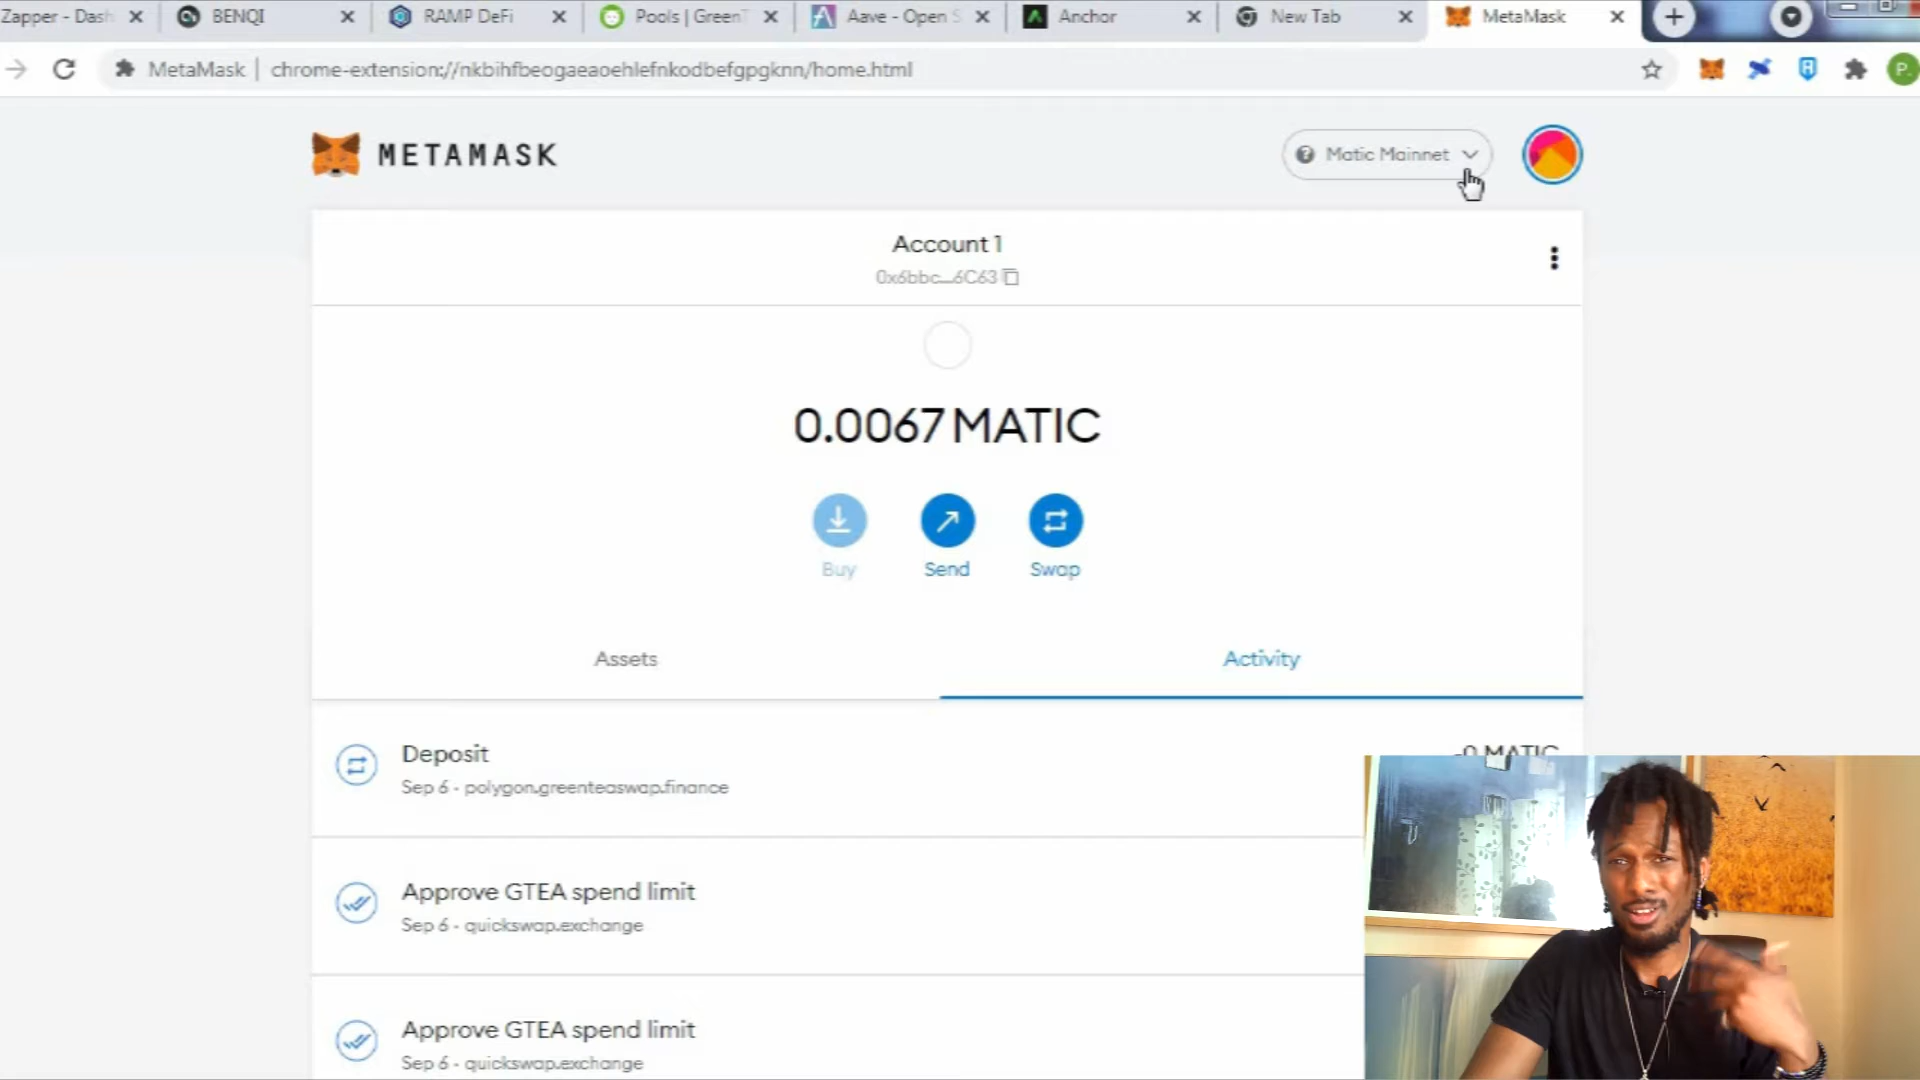 Zapper - Dash
BENQI
RAMP DeFi
Pools | GreenT
Aave - Open S
Anchor
New Tab
MetaMask
MetaMask | chrome-extension://nkbihfbeogaeaoehlefnkodbefgpgknn/home.html
P.
METAMASK
Matic Mainnet
Account 1
0x6bbc...6C63
0.0067 MATIC
Buy
Send
Swap
Assets
Activity
Deposit
-0 MATIC
Sep 6 - polygon.greenteaswap.finance
Approve GTEA spend limit
Sep 6 - quickswap.exchange
Approve GTEA spend limit
Sep 6 - quickswap.exchange